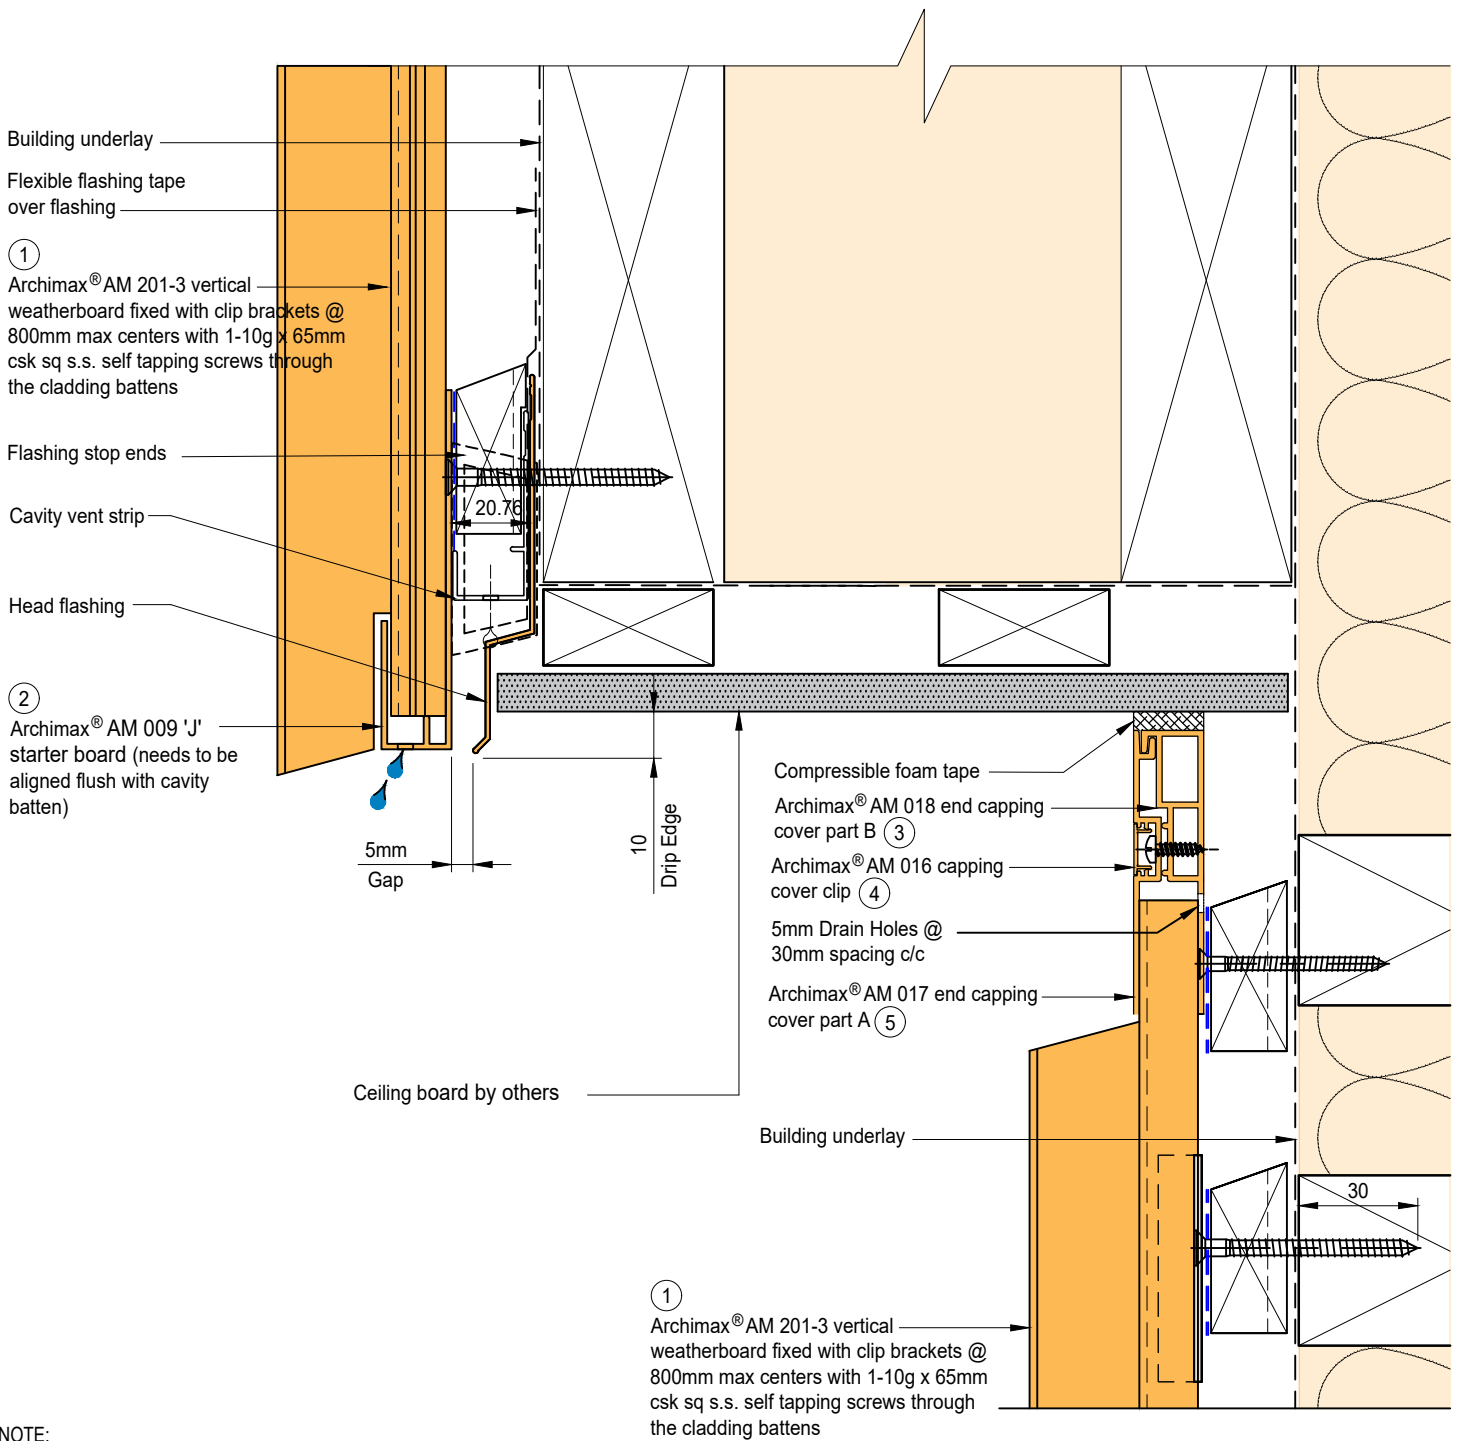 Building underlay
Flexible flashing tape
over flashing
1
Archimax® AM 201-3 vertical
weatherboard fixed with clip brackets @
800mm max centers with 1-10g x 65mm
csk sq s.s. self tapping screws through
the cladding battens
Flashing stop ends
20.76
Cavity vent strip
Head flashing
2
Archimax® AM 009 'J'
starter board (needs to be
aligned flush with cavity
batten)
5mm
Gap
10
Drip Edge
Compressible foam tape
Archimax® AM 018 end capping
cover part B 3
Archimax® AM 016 capping
cover clip 4
5mm Drain Holes @
30mm spacing c/c
Archimax® AM 017 end capping
cover part A 5
Ceiling board by others
Building underlay
30
1
Archimax® AM 201-3 vertical
weatherboard fixed with clip brackets @
800mm max centers with 1-10g x 65mm
csk sq s.s. self tapping screws through
the cladding battens
NOTE: